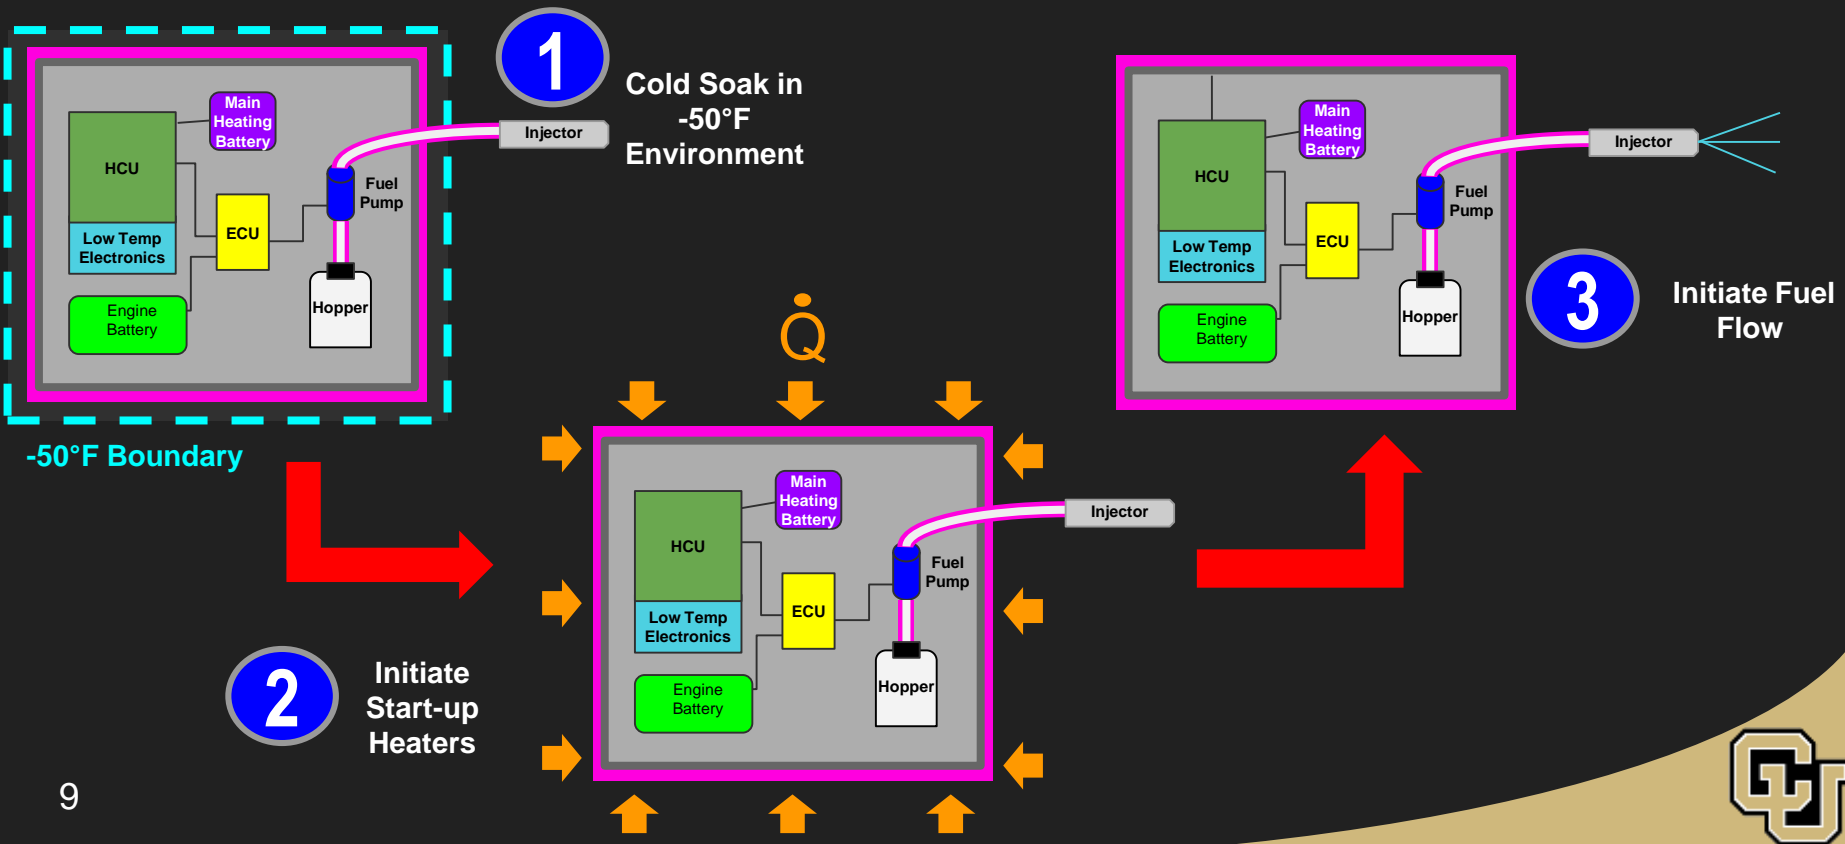 1
Cold Soak in
-50°F
Environment
Main
Heating
Battery
HCU
Low Temp
Electronics
ECU
Fuel
Pump
Injector
Hopper
Engine
Battery
-50°F Boundary
2
Initiate
Start-up
Heaters
Q̇
Main
Heating
Battery
HCU
Low Temp
Electronics
ECU
Fuel
Pump
Injector
Hopper
Engine
Battery
3
Initiate Fuel
Flow
Main
Heating
Battery
HCU
Low Temp
Electronics
ECU
Fuel
Pump
Injector
Hopper
Engine
Battery
9
CU